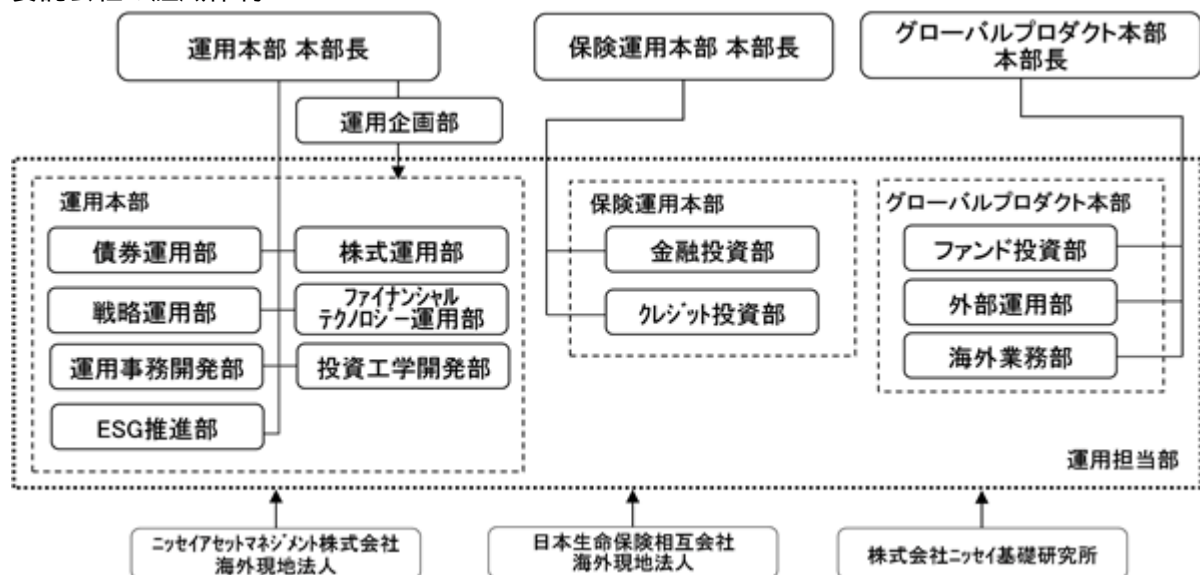 運用本部 本部長
保険運用本部 本部長
グローバルプロダクト本部
本部長
運用企画部
運用本部
債券運用部
株式運用部
戦略運用部
ファイナンシャル
テクノロジー運用部
運用事務開発部
投資工学開発部
ESG推進部
保険運用本部
金融投資部
クレジット投資部
グローバルプロダクト本部
ファンド投資部
外部運用部
海外業務部
運用担当部
ニッセイアセットマネジメント株式会社
海外現地法人
日本生命保険相互会社
海外現地法人
株式会社ニッセイ基礎研究所